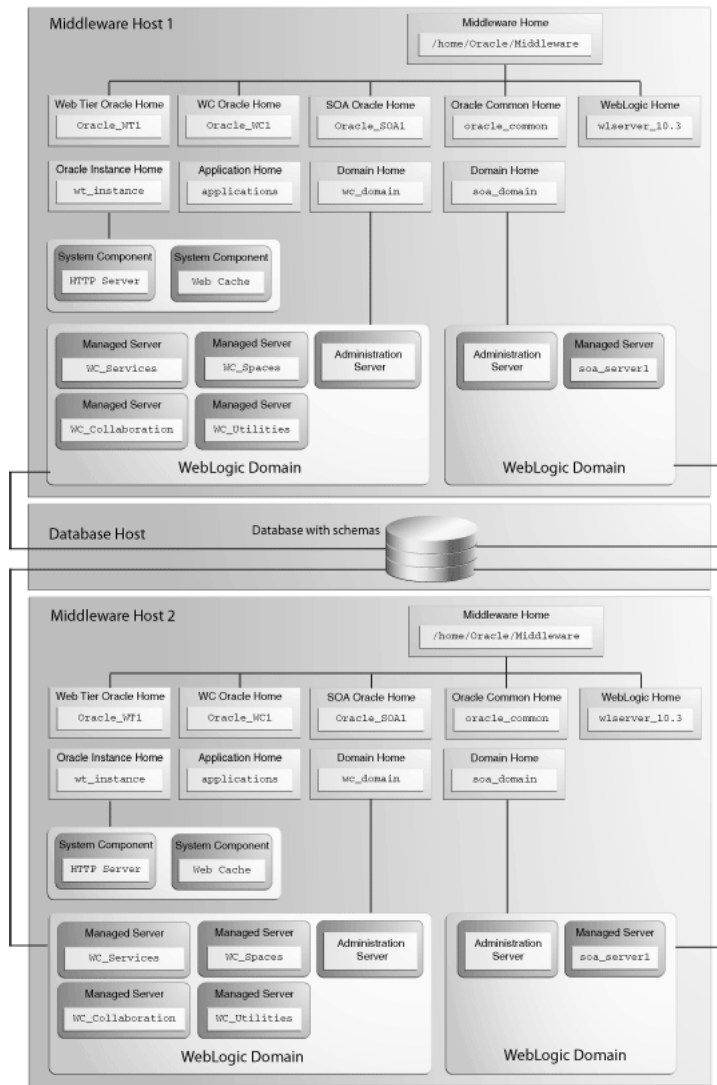 Middleware Host 1
Middleware Home
/home/Oracle/Middleware
Web Tier Oracle Home
Oracle_WT1
WC Oracle Home
Oracle_WC1
SOA Oracle Home
Oracle_SOA1
Oracle Common Home
oracle_common
WebLogic Home
wlserver_10.3
Oracle Instance Home
wt_instance
Application Home
applications
Domain Home
wc_domain
Domain Home
soa_domain
System Component
HTTP Server
System Component
Web Cache
Managed Server
WC_Services
Managed Server
WC_Spaces
Administration
Server
Managed Server
WC_Collaboration
Managed Server
WC_Utilities
WebLogic Domain
Administration
Server
Managed Server
soa_server1
WebLogic Domain
Database Host
Database with schemas
Middleware Host 2
Middleware Home
/home/Oracle/Middleware
Web Tier Oracle Home
Oracle_WT1
WC Oracle Home
Oracle_WC1
SOA Oracle Home
Oracle_SOA1
Oracle Common Home
oracle_common
WebLogic Home
wlserver_10.3
Oracle Instance Home
wt_instance
Application Home
applications
Domain Home
wc_domain
Domain Home
soa_domain
System Component
HTTP Server
System Component
Web Cache
Managed Server
WC_Services
Managed Server
WC_Spaces
Administration
Server
Managed Server
WC_Collaboration
Managed Server
WC_Utilities
WebLogic Domain
Administration
Server
Managed Server
soa_server1
WebLogic Domain